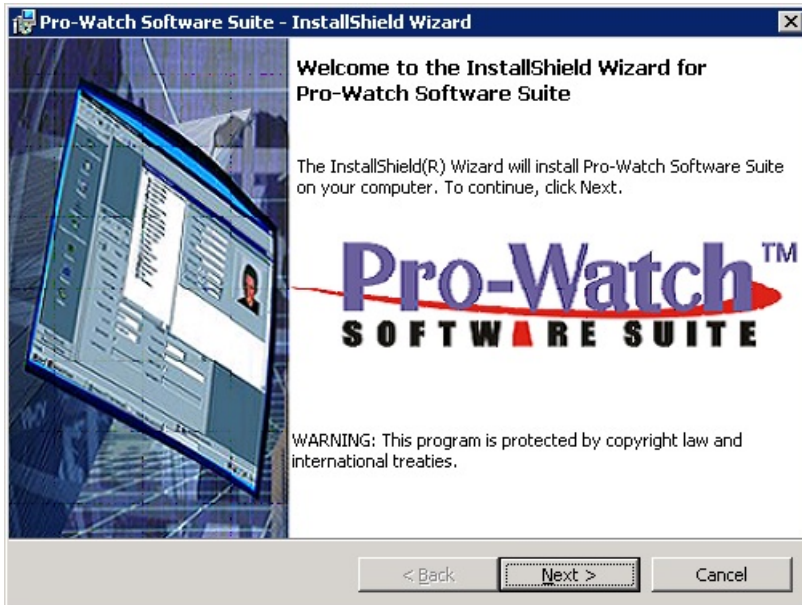 Pro-Watch Software Suite - InstallShield Wizard
Welcome to the InstallShield Wizard for
Pro-Watch Software Suite
The InstallShield(R) Wizard will install Pro-Watch Software Suite
on your computer. To continue, click Next.
Pro-Watch™
SOFTWARE SUITE
WARNING: This program is protected by copyright law and
international treaties.
< Back Next > Cancel